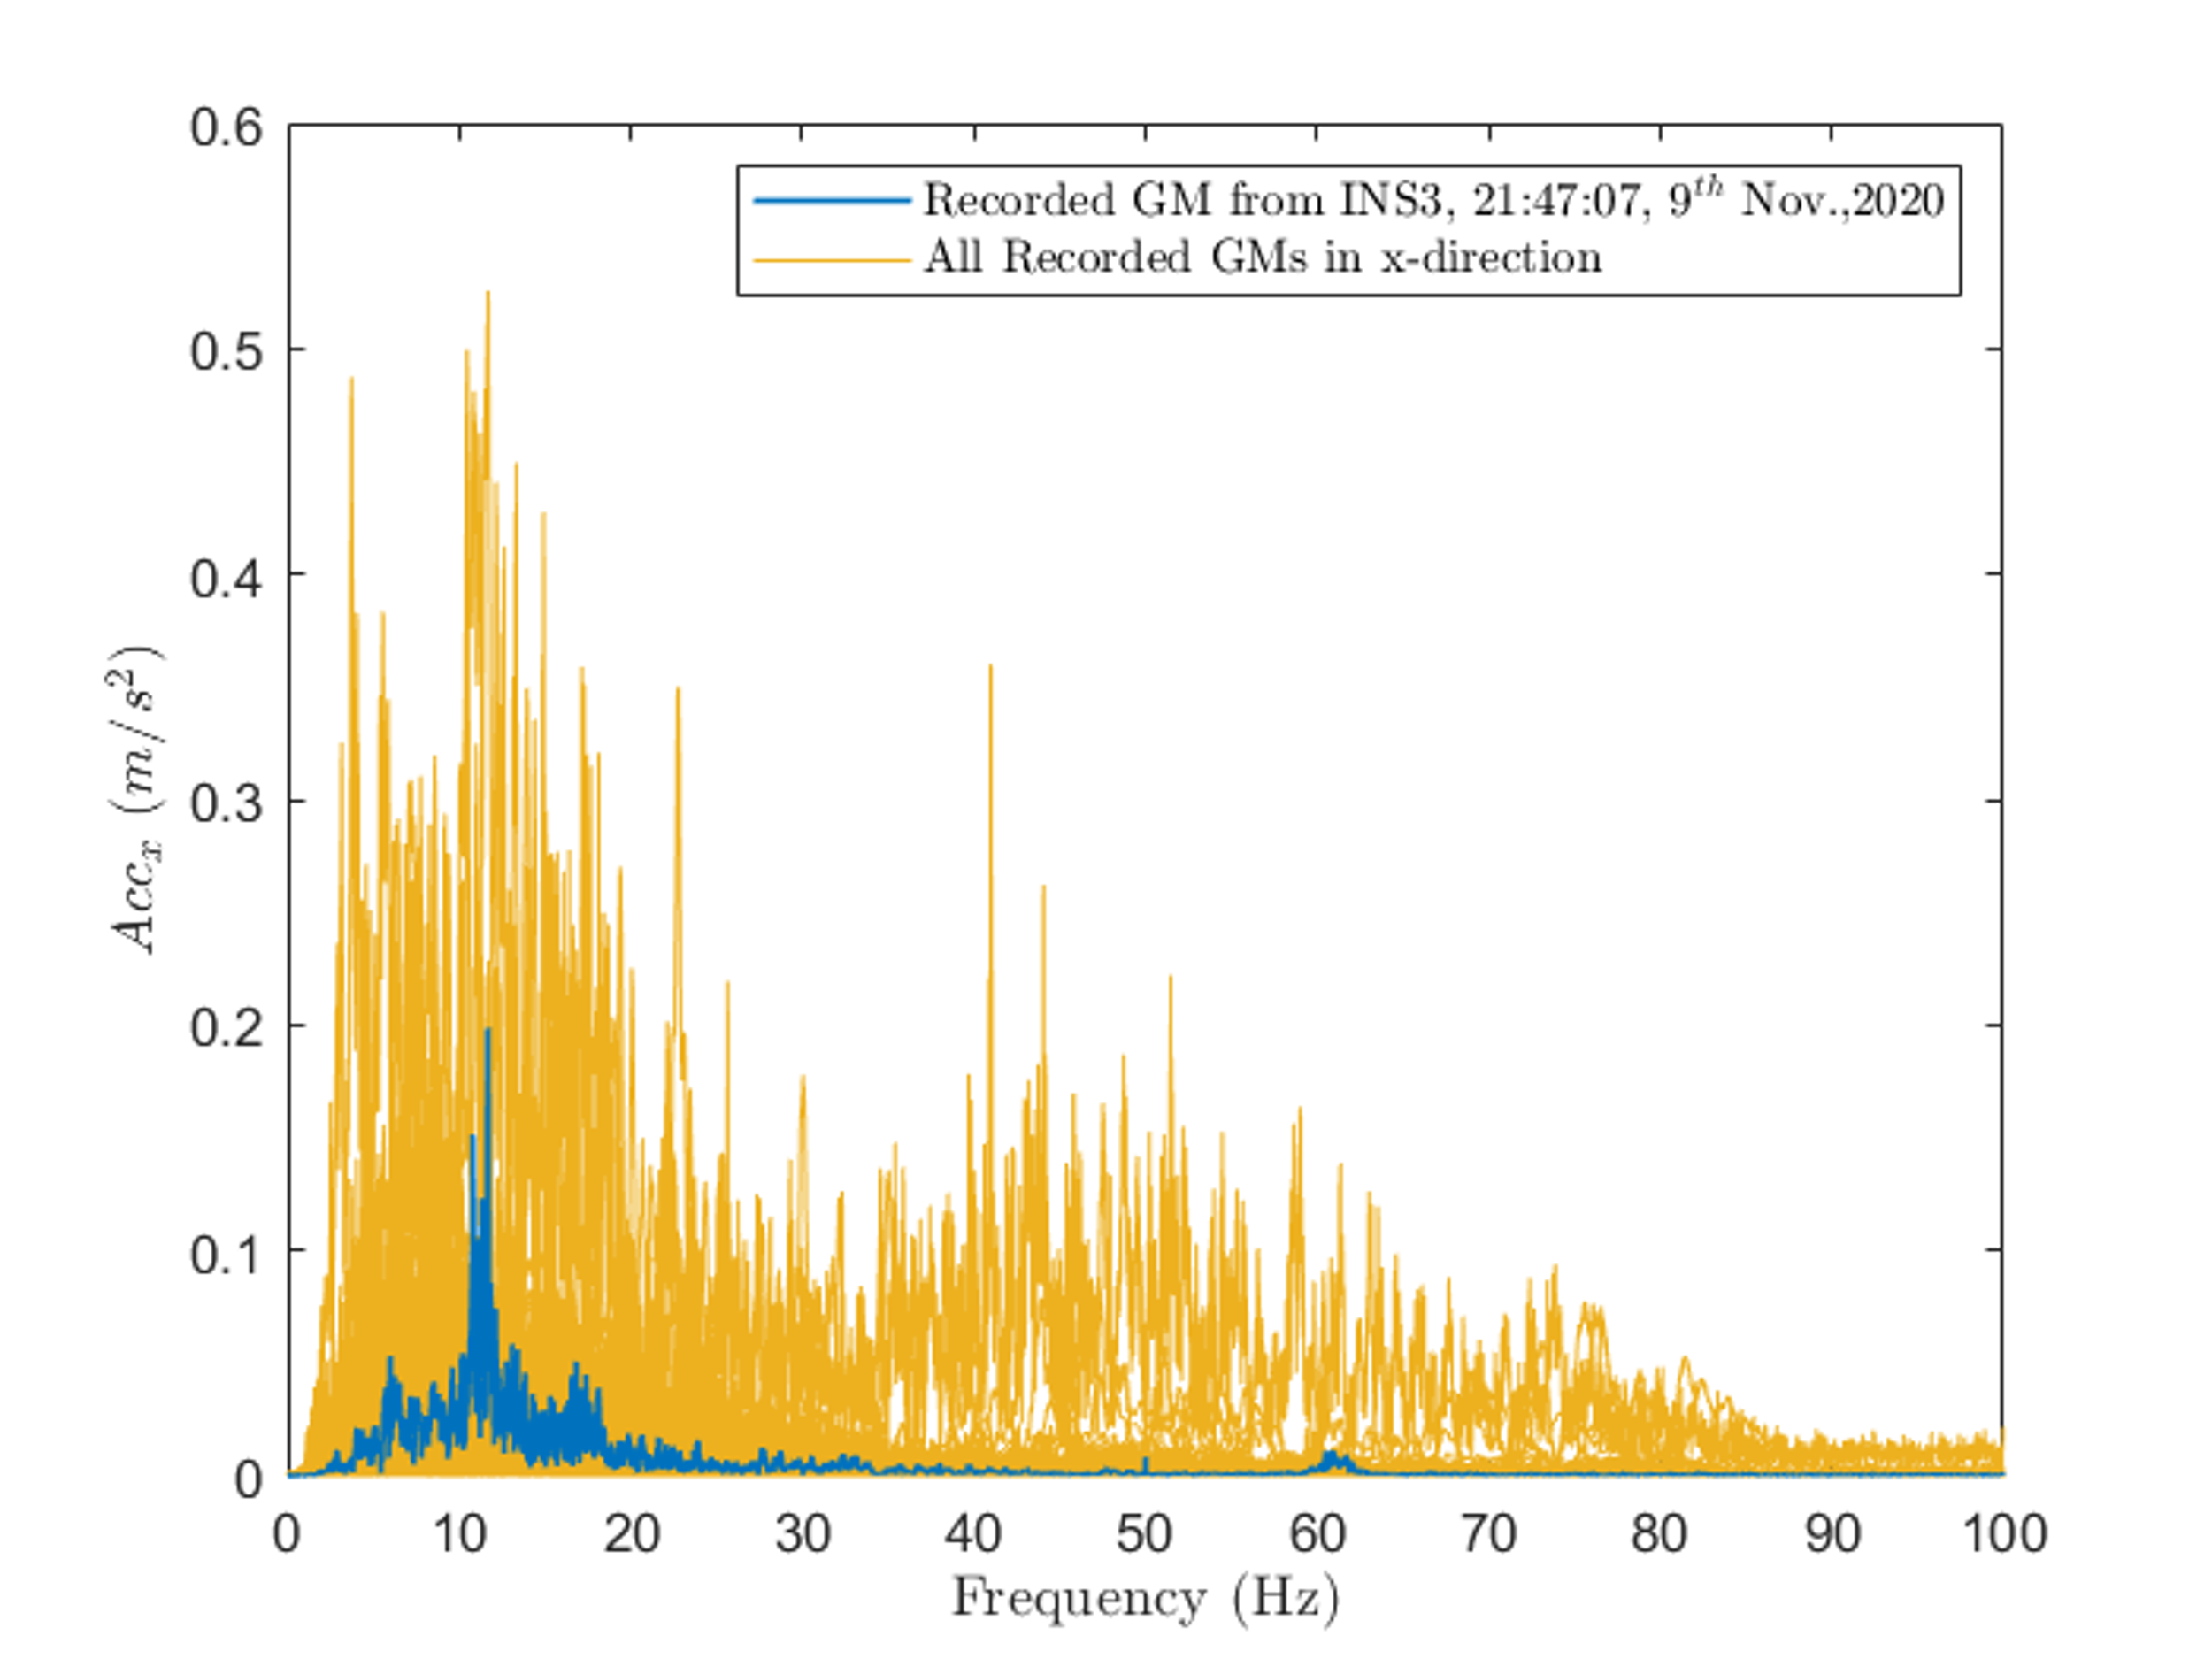 Recorded GM from INS3, 21:47:07, 9th Nov.,2020
All Recorded GMs in x-direction
0.6
0.5
0.4
0.3
0.2
0.1
0
Accx (m/s2)
0 10 20 30 40 50 60 70 80 90 100
Frequency (Hz)